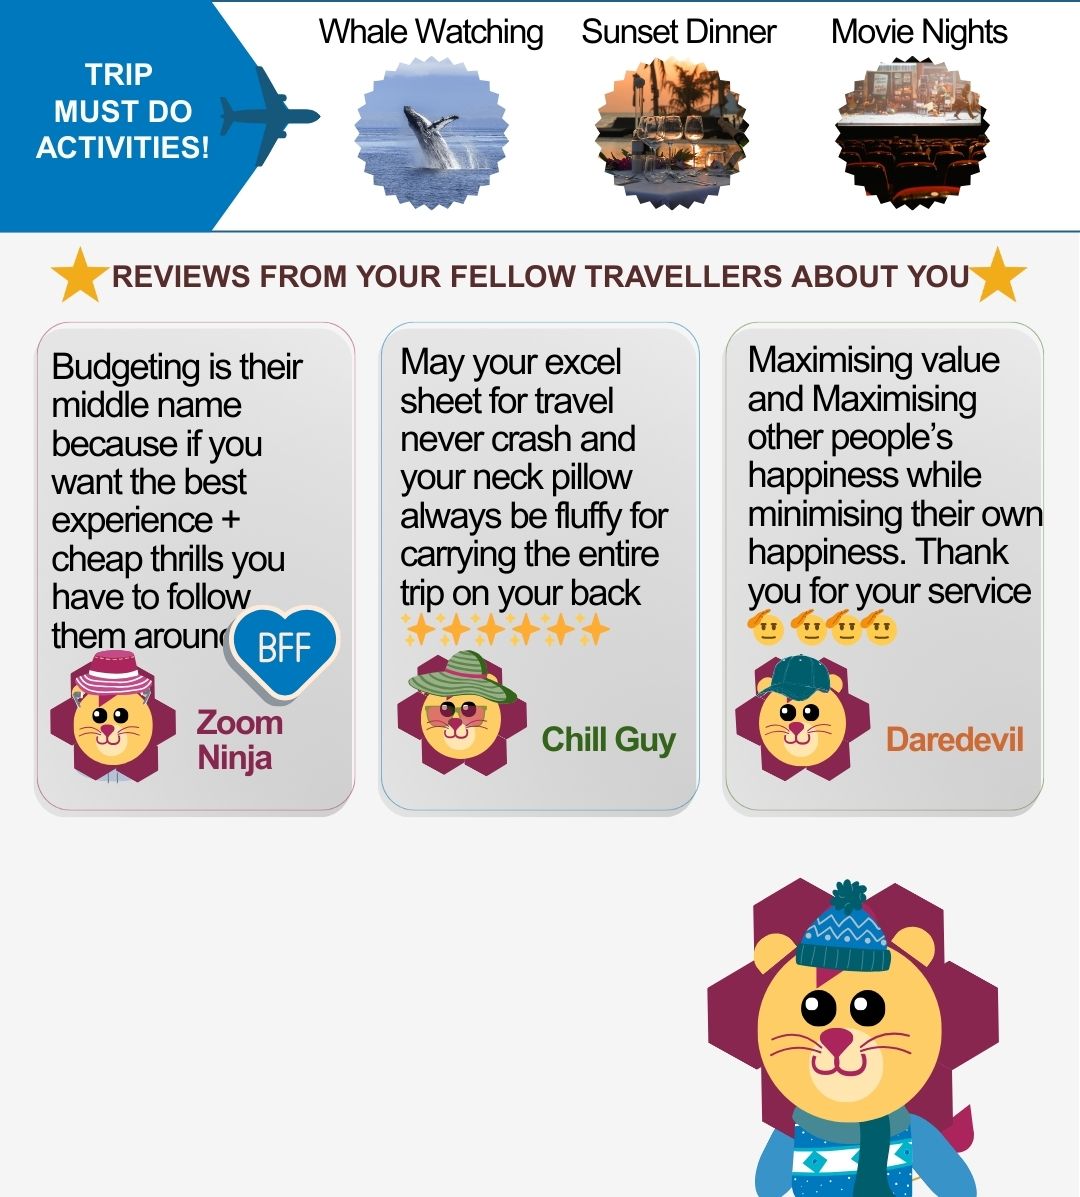 TRIP
MUST DO
ACTIVITIES!
Whale Watching
Sunset Dinner
Movie Nights
REVIEWS FROM YOUR FELLOW TRAVELLERS ABOUT YOU
Budgeting is their
middle name
because if you
want the best
experience +
cheap thrills you
have to follow
them around
BFF
Zoom
Ninja
May your excel
sheet for travel
never crash and
your neck pillow
always be fluffy for
carrying the entire
trip on your back
✨✨✨✨✨✨
Chill Guy
Maximising value
and Maximising
other people’s
happiness while
minimising their own
happiness. Thank
you for your service
🫡🫡🫡🫡
Daredevil